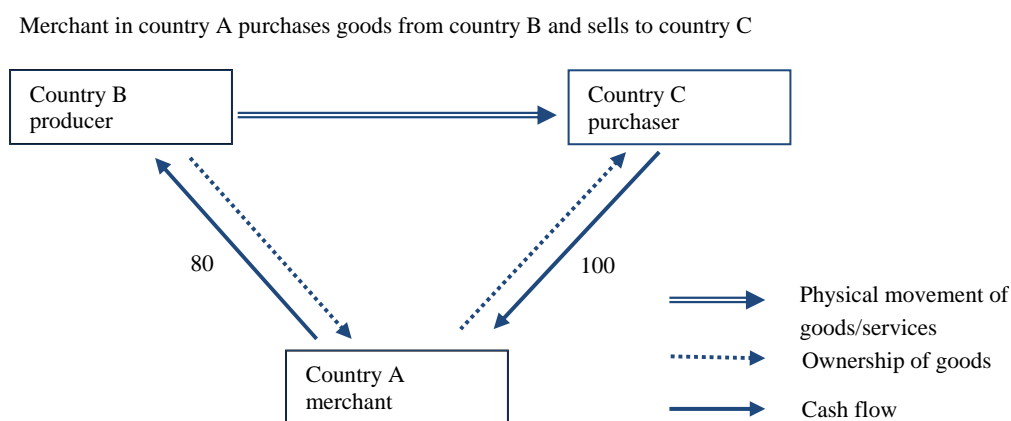 Merchant in country A purchases goods from country B and sells to country C
Country B
producer
Country C
purchaser
80
100
Country A
merchant
Physical movement of
goods/services
Ownership of goods
Cash flow